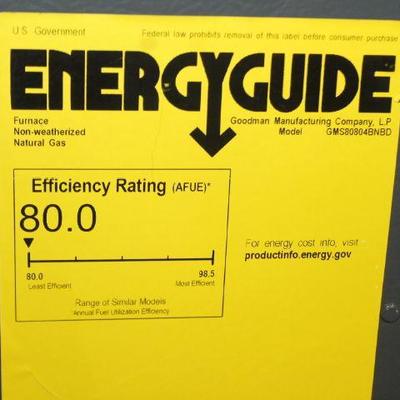 U.S. Government
Federal law prohibits removal of this label before consumer purchase
ENERGYGUIDE
Furnace
Non-weatherized
Natural Gas
Goodman Manufacturing Company, L.P
Model GMS80804BNBD
Efficiency Rating (AFUE)*
80.0
80.0
Least Efficient
98.5
Most Efficient
Range of Similar Models
Annual Fuel Utilization Efficiency
For energy cost info, visit
productinfo.energy.gov